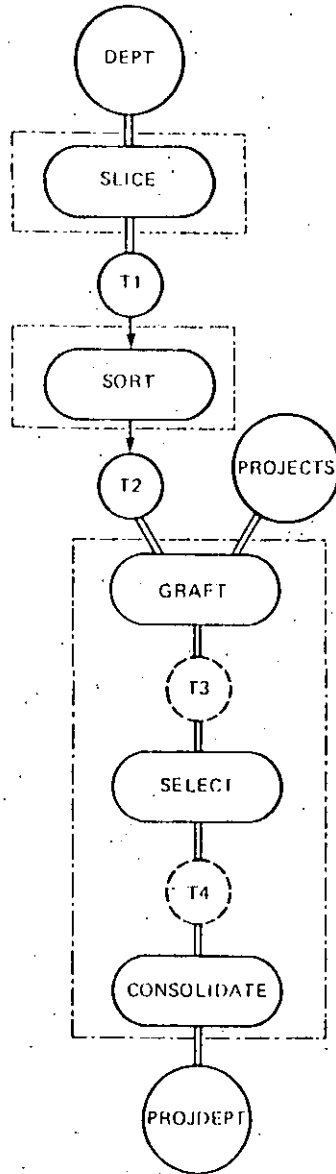 DEPT
SLICE
T1
SORT
T2
PROJECTS
GRAFT
T3
SELECT
T4
CONSOLIDATE
PROJDEPT